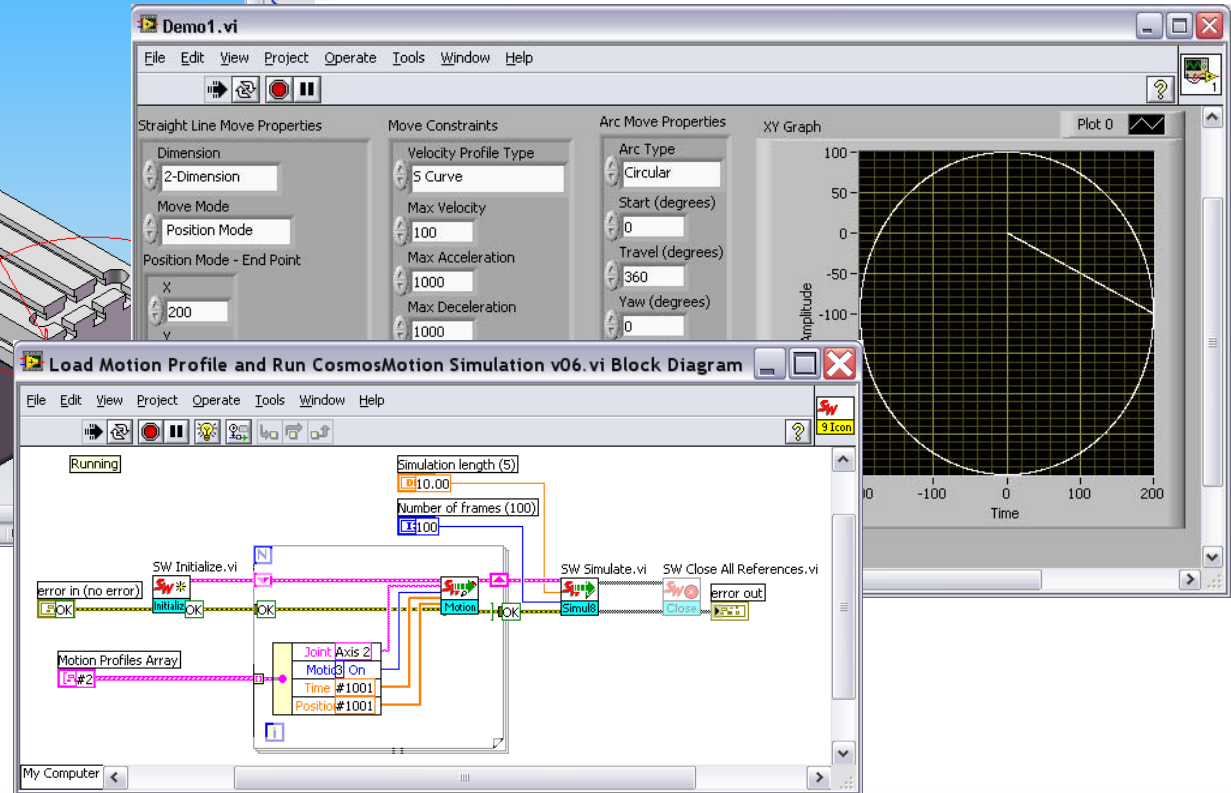 Demo1.vi
File Edit View Project Operate Tools Window Help
1
Straight Line Move Properties
Dimension
2-Dimension
Move Mode
Position Mode
Position Mode - End Point
X
200
Y
Move Constraints
Velocity Profile Type
S Curve
Max Velocity
100
Max Acceleration
1000
Max Deceleration
1000
Arc Move Properties
Arc Type
Circular
Start (degrees)
0
Travel (degrees)
360
Yaw (degrees)
0
XY Graph
Plot 0
100
50
0
-50
-100
Amplitude
-100 0 100 200
Time
Load Motion Profile and Run CosmosMotion Simulation v06.vi Block Diagram
File Edit View Project Operate Tools Window Help
SW
9 Icon
Running
Simulation length (5)
10.00
Number of frames (100)
100
SW Initialize.vi
SW
Initializ
error in (no error)
OK
OK
OK
N
SW
Motion
OK
SW Simulate.vi
SW
Simul8
SW Close All References.vi
SW
Close
error out
Motion Profiles Array
#2
Joint Axis 2
Motio 3 On
Time #1001
Position #1001
i
My Computer